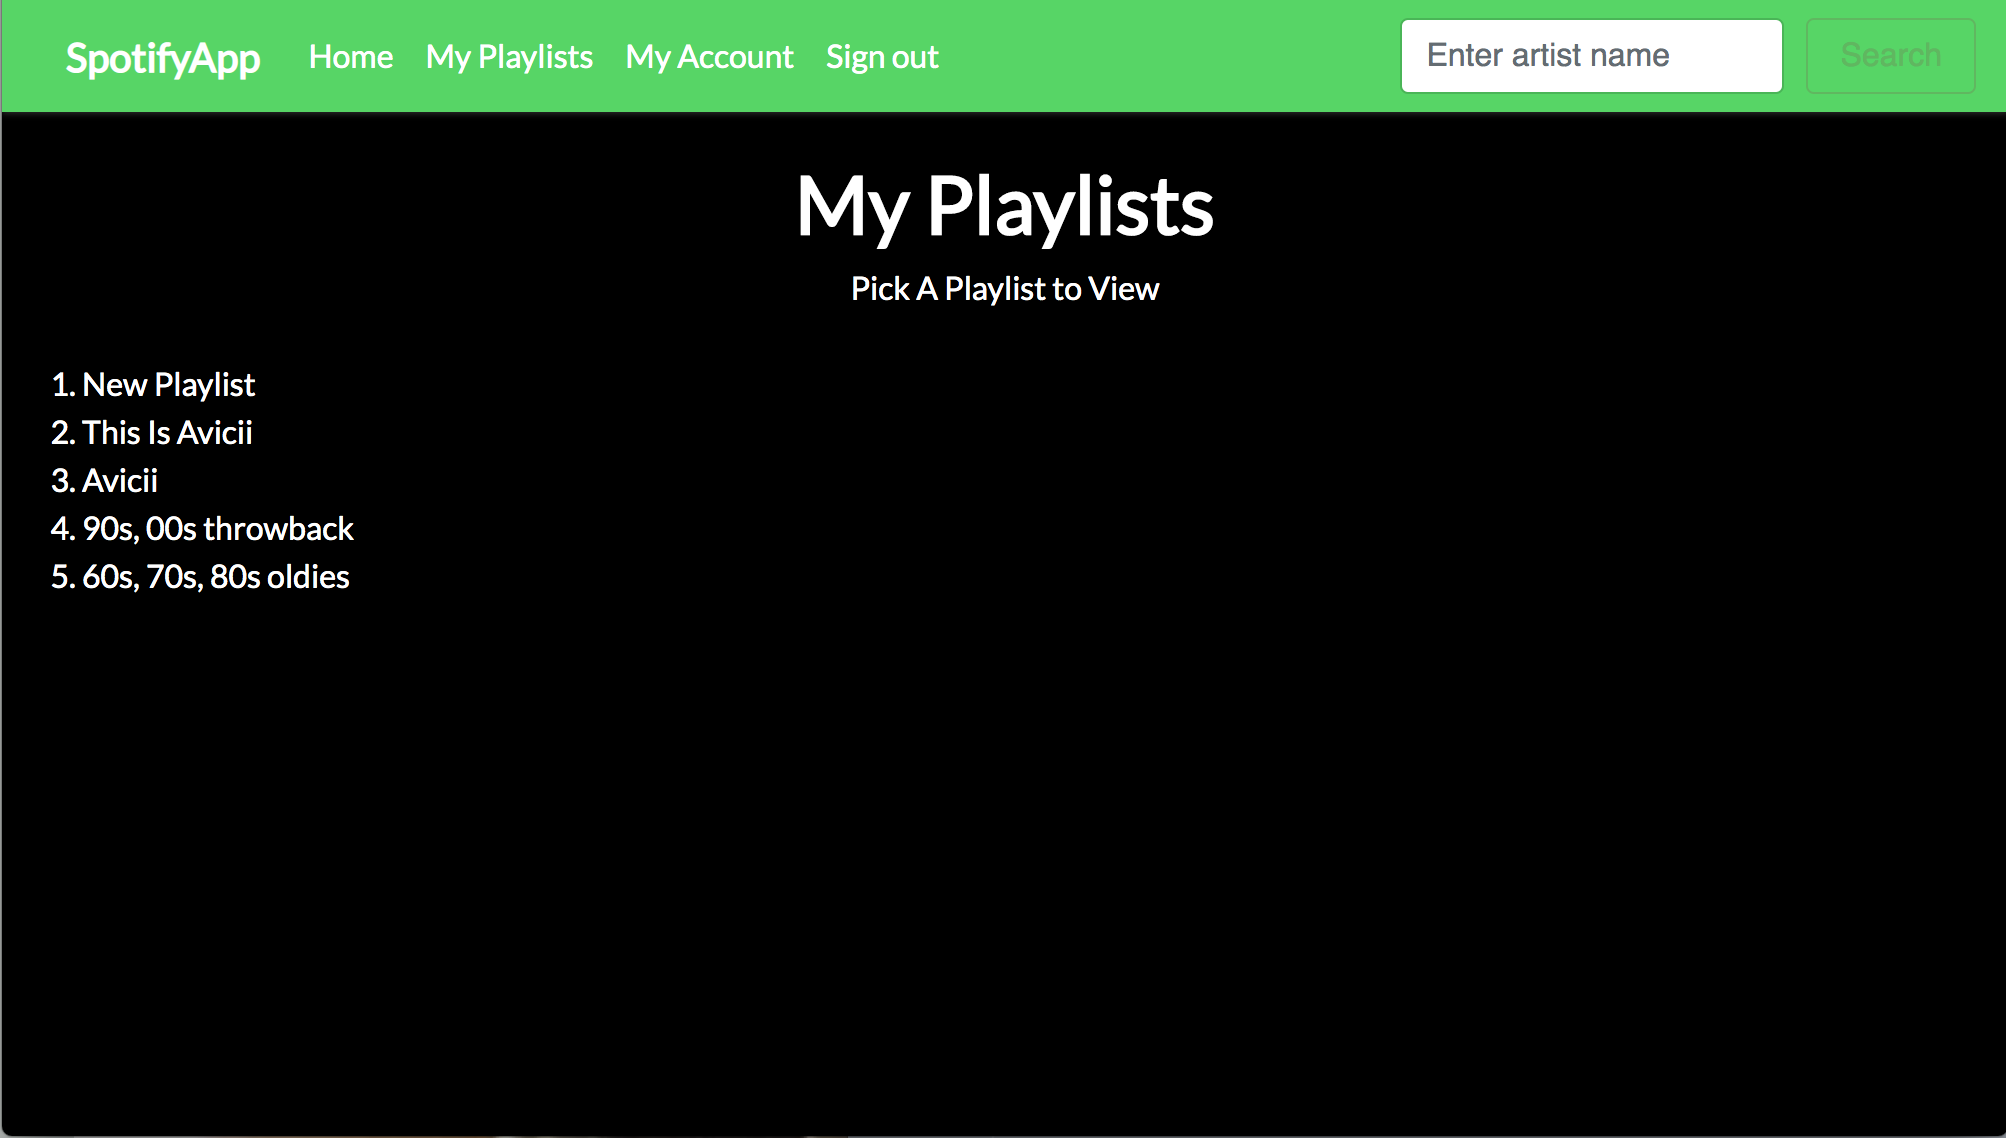 SpotifyApp Home My Playlists My Account Sign out Enter artist name Search
My Playlists
Pick A Playlist to View
1. New Playlist
2. This Is Avicii
3. Avicii
4. 90s, 00s throwback
5. 60s, 70s, 80s oldies